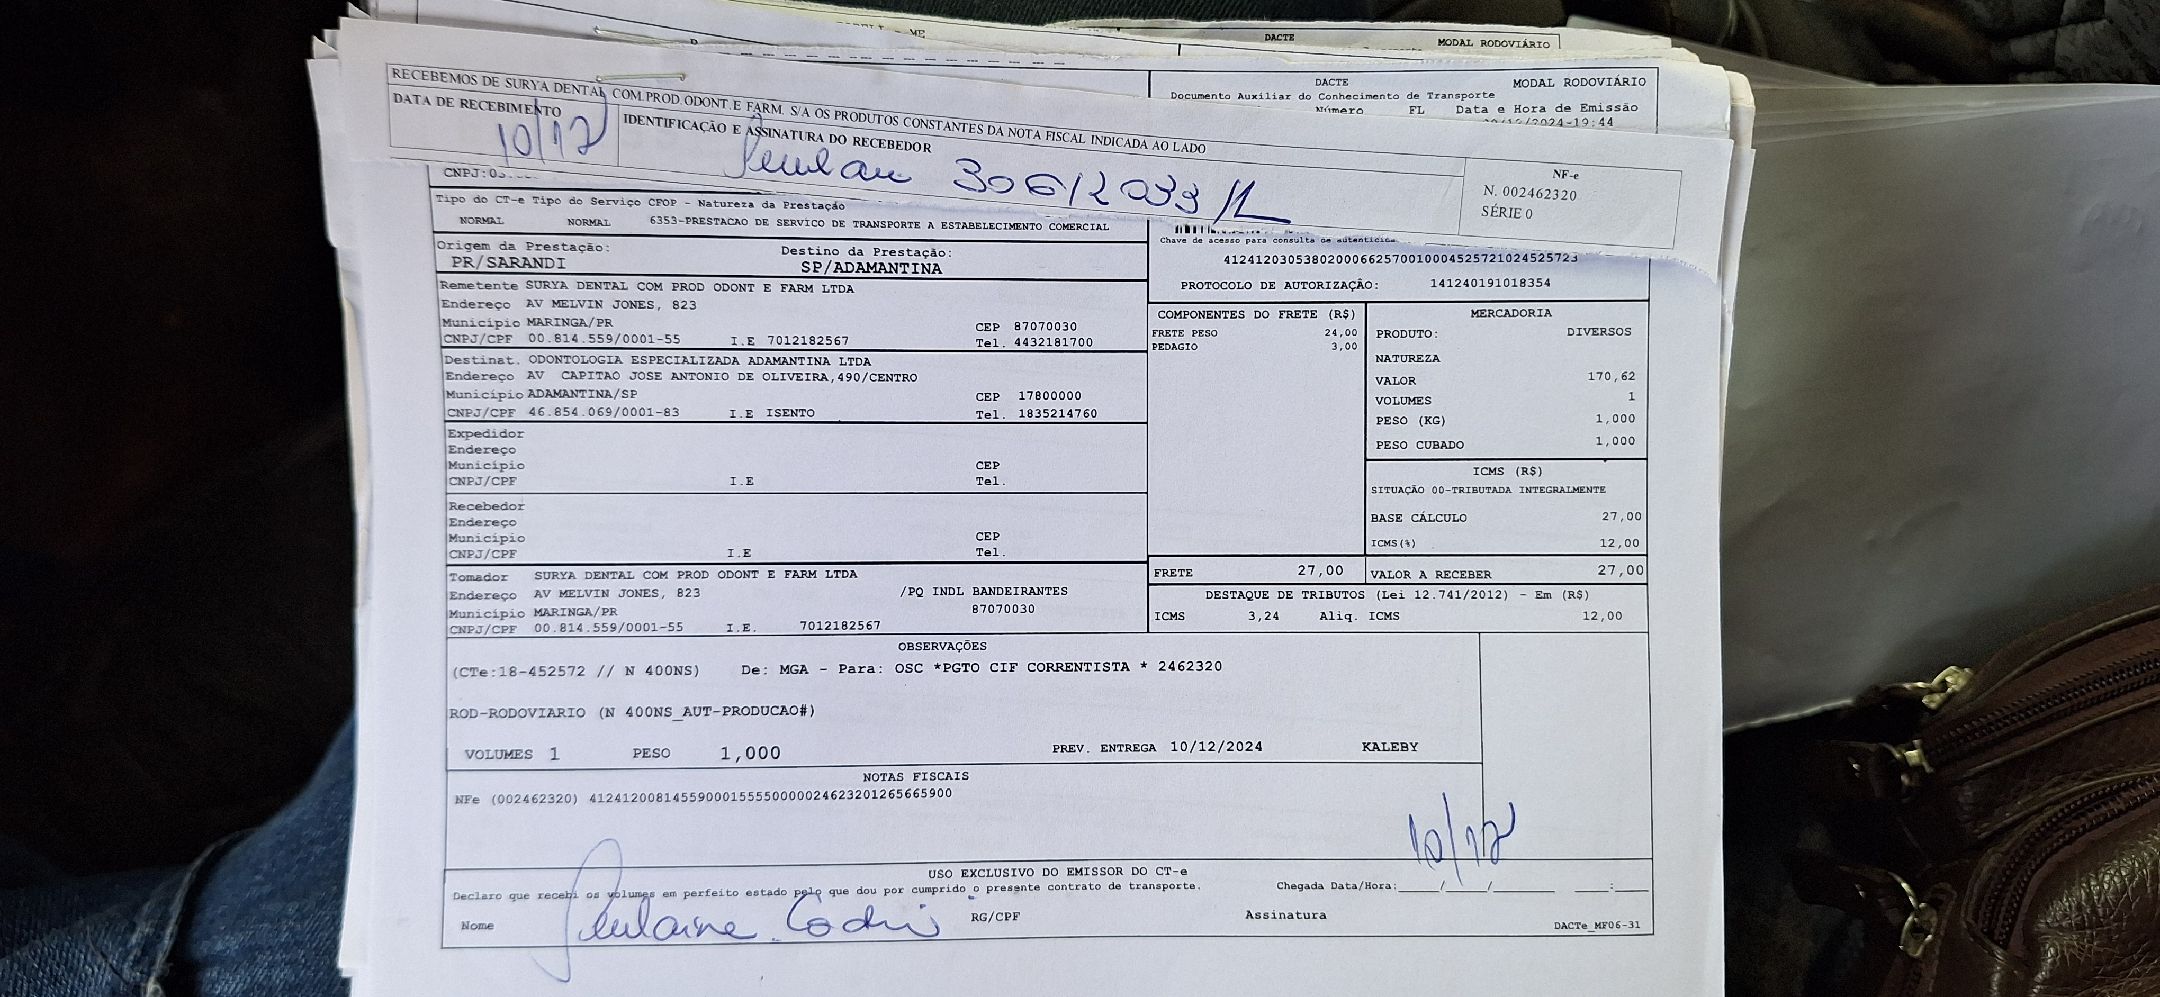 ME
DACTE
MODAL RODOVIÁRIO
DACTE MODAL RODOVIÁRIO
Documento Auxiliar do Conhecimento de Transporte
Número FL Data e Hora de Emissão
RECEBEMOS DE SURYA DENTAL COM.PROD.ODONT.E FARM. S/A OS PRODUTOS CONSTANTES DA NOTA FISCAL INDICADA AO LADO
DATA DE RECEBIMENTO
10/12
IDENTIFICAÇÃO E ASSINATURA DO RECEBEDOR
NF-e
N. 002462320
SÉRIE 0
Tipo do CT-e Tipo do Serviço CFOP - Natureza da Prestação
NORMAL NORMAL 6353-PRESTACAO DE SERVICO DE TRANSPORTE A ESTABELECIMENTO COMERCIAL
Origem da Prestação: Destino da Prestação:
PR/SARANDI SP/ADAMANTINA
Chave de acesso para consulta de
41241203053802000662570010004525721024525723
PROTOCOLO DE AUTORIZAÇÃO: 141240191018354
Remetente SURYA DENTAL COM PROD ODONT E FARM LTDA
Endereço AV MELVIN JONES, 823
Município MARINGA/PR CEP 87070030
CNPJ/CPF 00.814.559/0001-55 I.E 7012182567 Tel. 4432181700
Destinat. ODONTOLOGIA ESPECIALIZADA ADAMANTINA LTDA
Endereço AV CAPITAO JOSE ANTONIO DE OLIVEIRA,490/CENTRO
Município ADAMANTINA/SP CEP 17800000
CNPJ/CPF 46.854.069/0001-83 I.E ISENTO Tel. 1835214760
Expedidor
Endereço
Município CEP
CNPJ/CPF I.E Tel.
Recebedor
Endereço
Município CEP
CNPJ/CPF I.E Tel.
Tomador SURYA DENTAL COM PROD ODONT E FARM LTDA
Endereço AV MELVIN JONES, 823 /PQ INDL BANDEIRANTES
Município MARINGA/PR 87070030
CNPJ/CPF 00.814.559/0001-55 I.E. 7012182567
COMPONENTES DO FRETE (R$)
FRETE PESO 24,00
PEDAGIO 3,00
MERCADORIA
PRODUTO: DIVERSOS
NATUREZA
VALOR 170,62
VOLUMES 1
PESO (KG) 1,000
PESO CUBADO 1,000
ICMS (R$)
SITUAÇÃO 00-TRIBUTADA INTEGRALMENTE
BASE CÁLCULO 27,00
ICMS(%) 12,00
FRETE 27,00 VALOR A RECEBER 27,00
DESTAQUE DE TRIBUTOS (Lei 12.741/2012) - Em (R$)
ICMS 3,24 Aliq. ICMS 12,00
OBSERVAÇÕES
(CTe:18-452572 // N 400NS) De: MGA - Para: OSC *PGTO CIF CORRENTISTA * 2462320
ROD-RODOVIARIO (N 400NS_AUT-PRODUCAO#)
VOLUMES 1 PESO 1,000 PREV. ENTREGA 10/12/2024 KALEBY
NOTAS FISCAIS
NFe (002462320) 41241200814559000155550000024623201265665900
10/12
USO EXCLUSIVO DO EMISSOR DO CT-e
Declaro que recebi os volumes em perfeito estado pelo que dou por cumprido o presente contrato de transporte. Chegada Data/Hora:____/____/______ ___:___
Nome RG/CPF Assinatura
DACTe_MF06-31